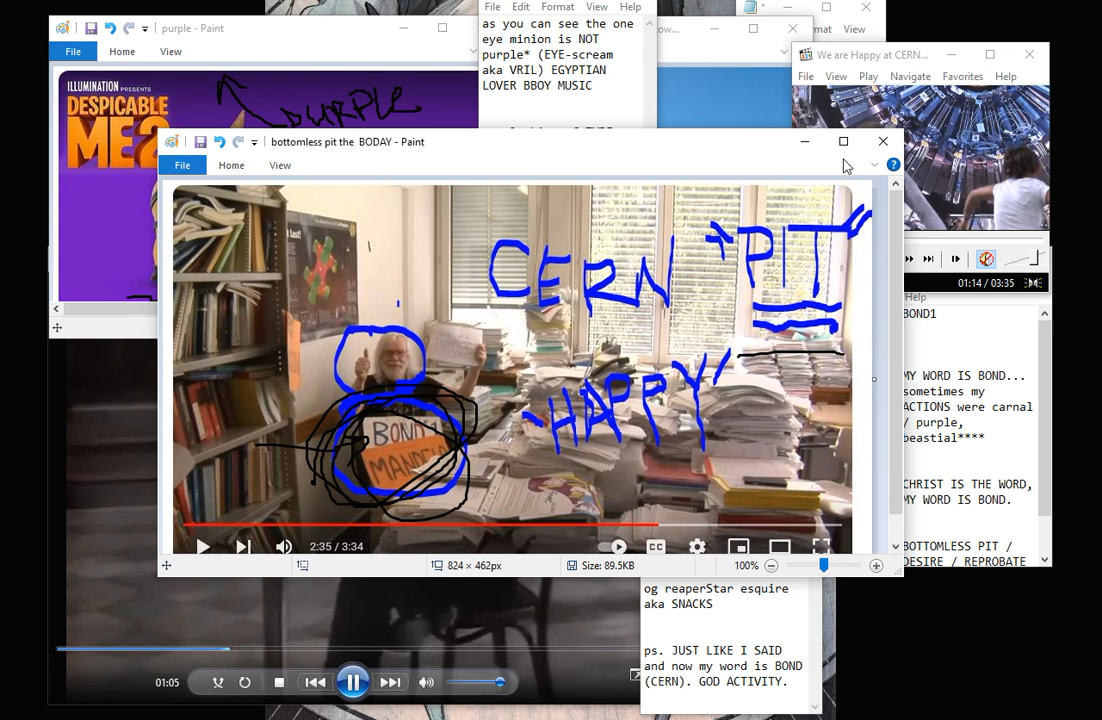 File Edit Format View Help
as you can see the one
eye minion is NOT
purple* (EYE-scream
aka VRIL) EGYPTIAN
LOVER BBOY MUSIC
purple - Paint
File Home View
ILLUMINATION PRESENTS
DESPICABLE
ME2
PURPLE
ow...
mat View
We are Happy at CERN...
File View Play Navigate Favorites Help
01:14 / 03:35
bottomless pit the BODAY - Paint
File Home View
last!
CERN "PIT"
"HAPPY"
BOND
MANDELA
2:35 / 3:34
CC
824 × 462px
Size: 89.5KB
100%
Help
BOND1
MY WORD IS BOND...
sometimes my
ACTIONS were carnal
/ purple,
beastial****
CHRIST IS THE WORD,
MY WORD IS BOND.
BOTTOMLESS PIT /
DESIRE / REPROBATE
og reaperStar esquire
aka SNACKS
ps. JUST LIKE I SAID
and now my word is BOND
(CERN). GOD ACTIVITY.
01:05